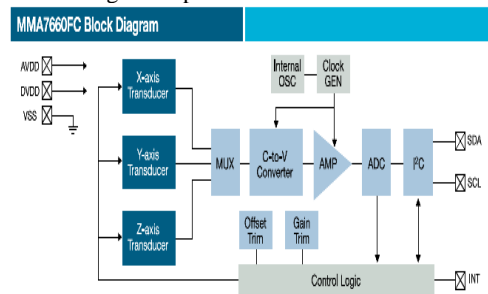 MMA7660FC Block Diagram
AVDD
DVDD
VSS
X-axis
Transducer
Y-axis
Transducer
Z-axis
Transducer
Internal
OSC
Clock
GEN
MUX
C-to-V
Converter
AMP
ADC
I²C
SDA
SCL
Offset
Trim
Gain
Trim
Control Logic
INT